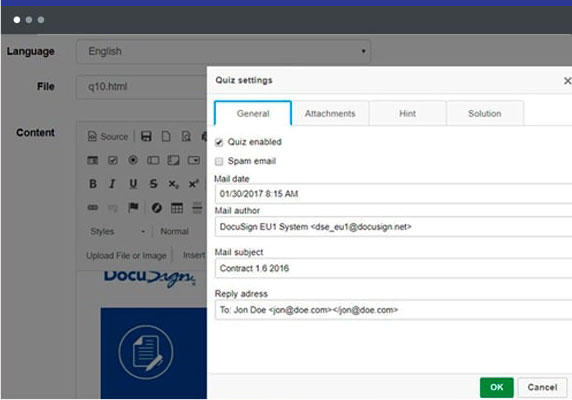 Language
English
File
q10.html
Content
Source
B I U S x₂ x²
Styles
Normal
Upload File or Image
Insert
DocuSign
Quiz settings
General
Attachments
Hint
Solution
Quiz enabled
Spam email
Mail date
01/30/2017 8:15 AM
Mail author
DocuSign EU1 System <dse_eu1@docusign.net>
Mail subject
Contract 1.6 2016
Reply adress
To: Jon Doe <jon@doe.com></jon@doe.com>
OK
Cancel